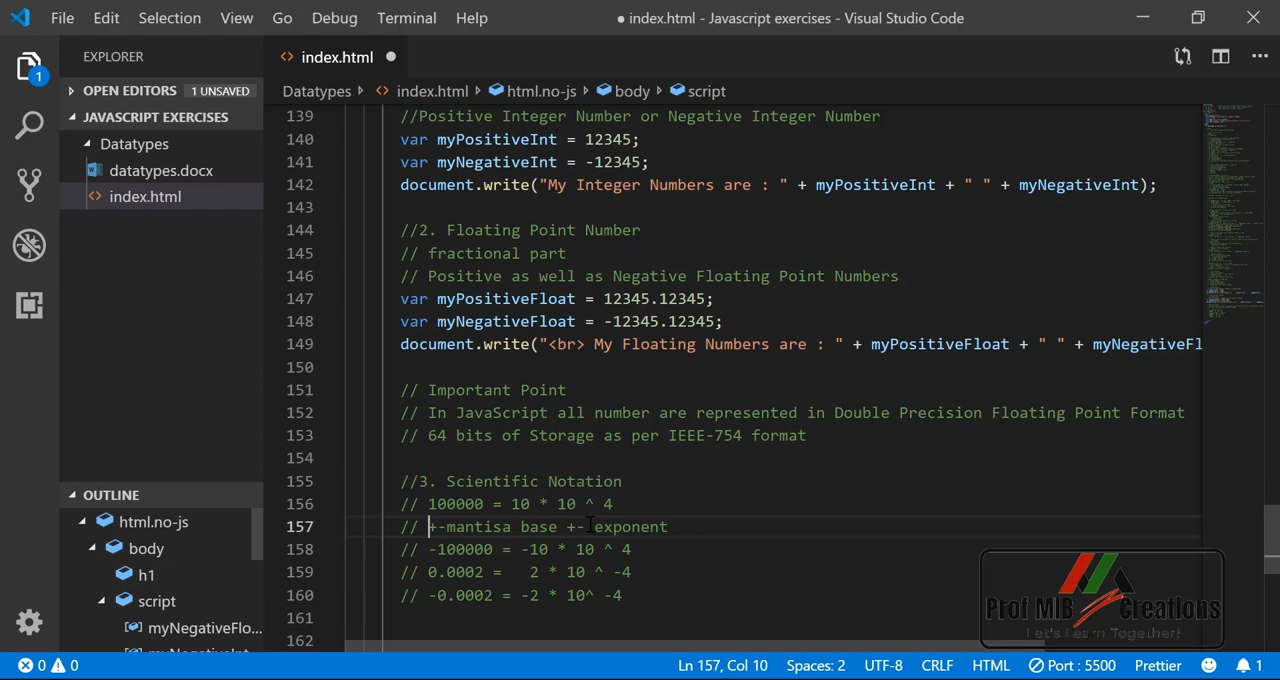 File Edit Selection View Go Debug Terminal Help ● index.html - Javascript exercises - Visual Studio Code
EXPLORER
index.html
OPEN EDITORS 1 UNSAVED
JAVASCRIPT EXERCISES
Datatypes
datatypes.docx
index.html
1
OUTLINE
html.no-js
body
h1
script
myNegativeFlo...
Datatypes index.html html.no-js body script
139 //Positive Integer Number or Negative Integer Number
140 var myPositiveInt = 12345;
141 var myNegativeInt = -12345;
142 document.write("My Integer Numbers are : " + myPositiveInt + " " + myNegativeInt);
143
144 //2. Floating Point Number
145 // fractional part
146 // Positive as well as Negative Floating Point Numbers
147 var myPositiveFloat = 12345.12345;
148 var myNegativeFloat = -12345.12345;
149 document.write("<br> My Floating Numbers are : " + myPositiveFloat + " " + myNegativeFl
150
151 // Important Point
152 // In JavaScript all number are represented in Double Precision Floating Point Format
153 // 64 bits of Storage as per IEEE-754 format
154
155 //3. Scientific Notation
156 // 100000 = 10 * 10 ^ 4
157 // +-mantisa base +- exponent
158 // -100000 = -10 * 10 ^ 4
159 // 0.0002 = 2 * 10 ^ -4
160 // -0.0002 = -2 * 10^ -4
161
162
Prof MIB Creations
Let's Learn Together!
0 0 Ln 157, Col 10 Spaces: 2 UTF-8 CRLF HTML Port : 5500 Prettier 1